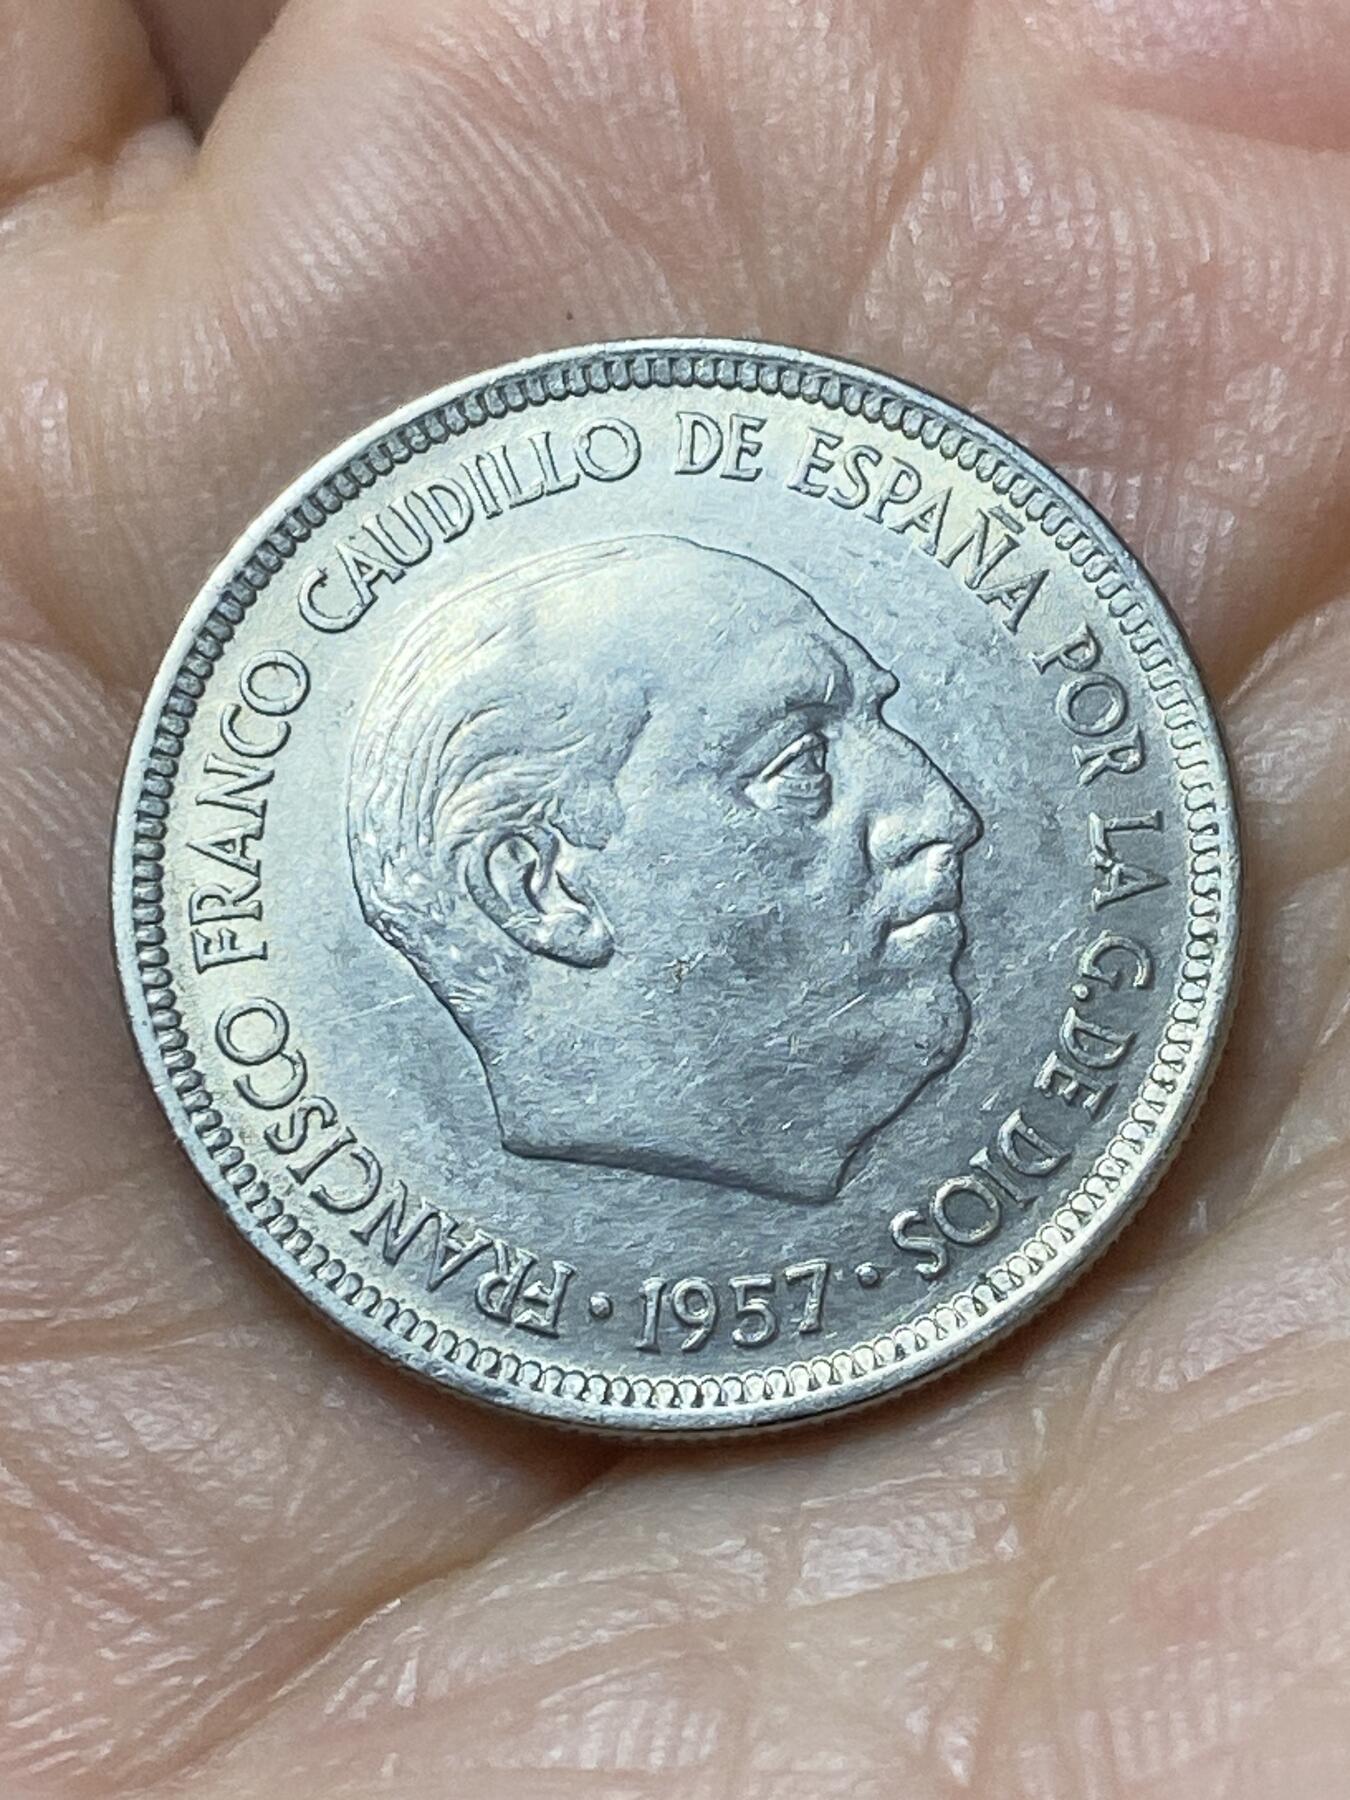 FRANCISCO FRANCO CAUDILLO DE ESPAÑA POR LA G. DE DIOS
· 1957 ·